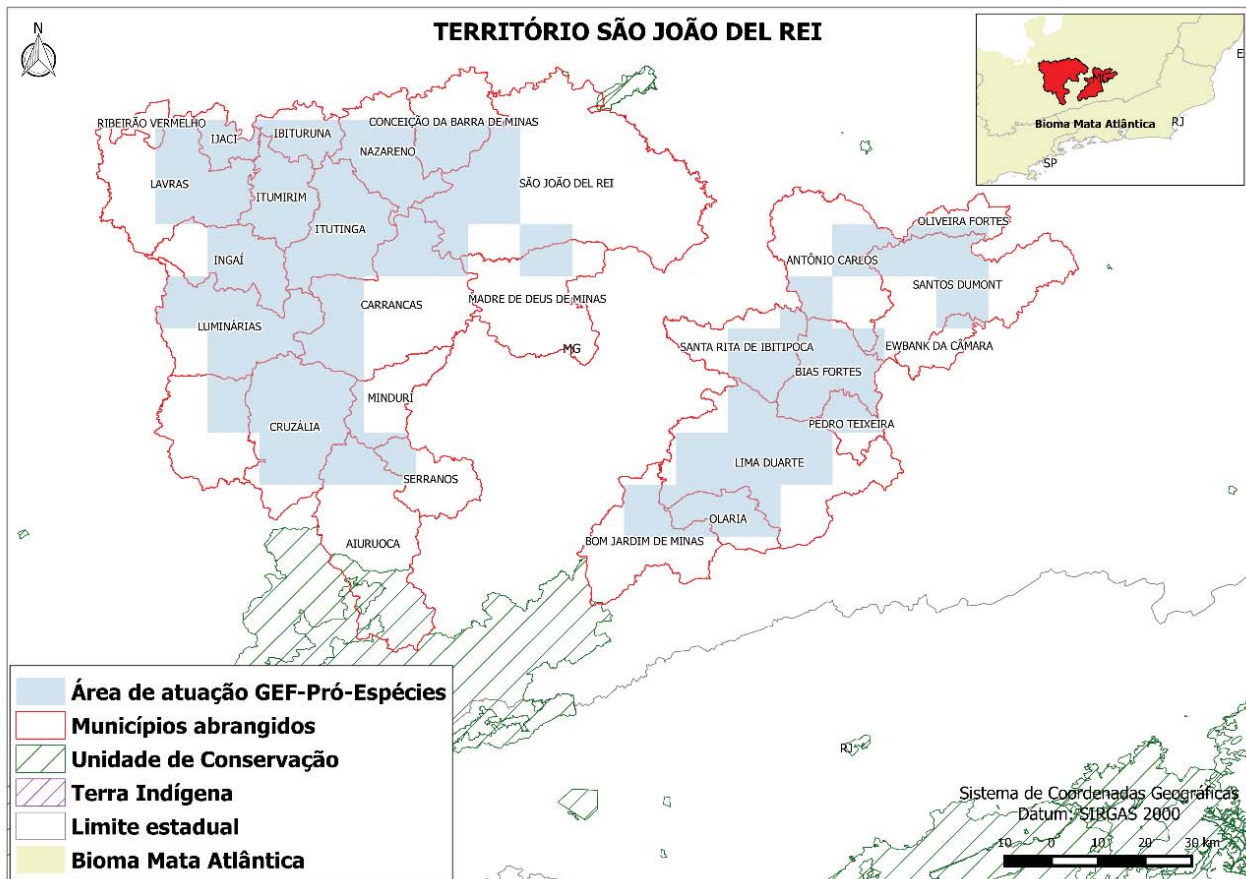 TERRITÓRIO SÃO JOÃO DEL REI
N
E
MG
RJ
Bioma Mata Atlântica
SP
RIBEIRÃO VERMELHO
IJACI
IBITURUNA
CONCEIÇÃO DA BARRA DE MINAS
NAZARENO
LAVRAS
ITUMIRIM
SÃO JOÃO DEL REI
ITUTINGA
INGAÍ
OLIVEIRA FORTES
ANTÔNIO CARLOS
SANTOS DUMONT
CARRANCAS
MADRE DE DEUS DE MINAS
LUMINÁRIAS
MG
SANTA RITA DE IBITIPOCA
EWBANK DA CÂMARA
BIAS FORTES
MINDURI
CRUZÁLIA
PEDRO TEIXEIRA
LIMA DUARTE
SERRANOS
OLARIA
AIURUOCA
BOM JARDIM DE MINAS
Área de atuação GEF-Pró-Espécies
Municípios abrangidos
Unidade de Conservação
Terra Indígena
Limite estadual
Bioma Mata Atlântica
RJ
Sistema de Coordenadas Geográficas
Datum: SIRGAS 2000
10 0 10 20 30 km